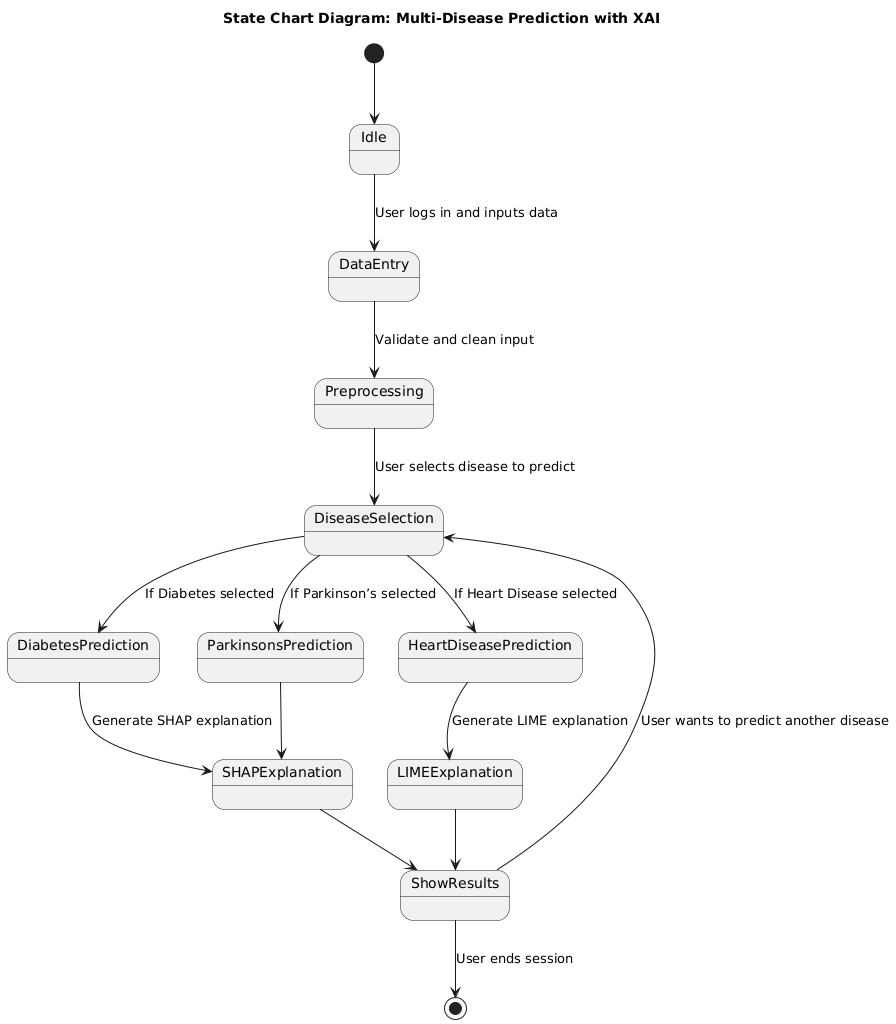 State Chart Diagram: Multi-Disease Prediction with XAI
Idle
User logs in and inputs data
DataEntry
Validate and clean input
Preprocessing
User selects disease to predict
DiseaseSelection
If Diabetes selected
If Parkinson’s selected
If Heart Disease selected
DiabetesPrediction
ParkinsonsPrediction
HeartDiseasePrediction
Generate SHAP explanation
Generate LIME explanation
User wants to predict another disease
SHAPExplanation
LIMEExplanation
ShowResults
User ends session